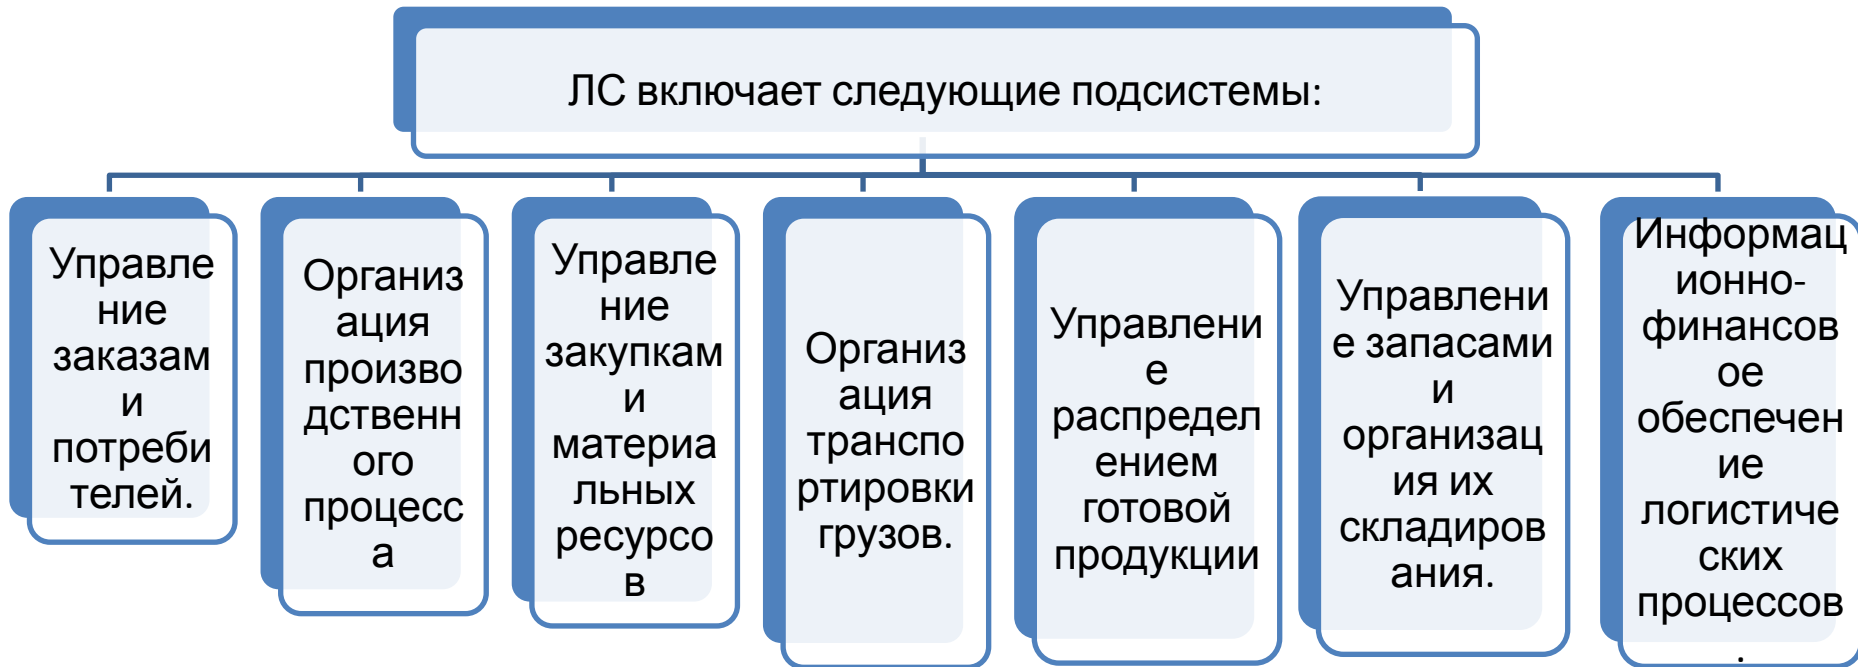 ЛС включает следующие подсистемы:
Управле
ние
заказам
и
потреби
телей.
Организ
ация
произво
дственн
ого
процесс
а
Управле
ние
закупкам
и
материа
льных
ресурсо
в
Организ
ация
транспо
ртировки
грузов.
Управлени
е
распредел
ением
готовой
продукции
Управлени
е запасами
и
организац
ия их
складиров
ания.
Информац
ионно-
финансов
ое
обеспечен
ие
логистиче
ских
процессов
.